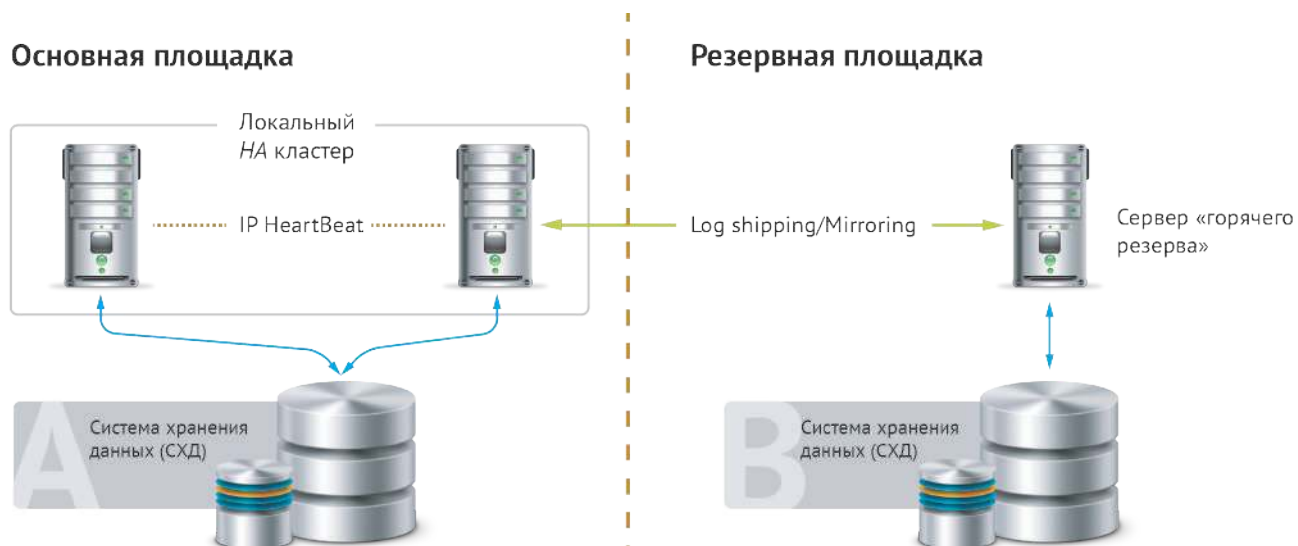 Основная площадка
Резервная площадка
Локальный
HA кластер
IP HeartBeat
Log shipping/Mirroring
Сервер «горячего
резерва»
A
Система хранения
данных (СХД)
B
Система хранения
данных (СХД)